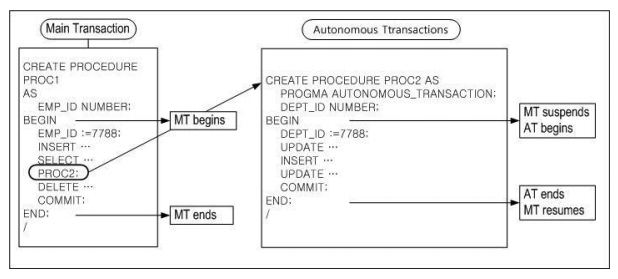 Main Transaction
CREATE PROCEDURE
PROC1
AS
EMP_ID NUMBER;
BEGIN
EMP_ID :=7788;
INSERT ...
SELECT ...
PROC2;
DELETE ...
COMMIT;
END;
/
MT begins
MT ends
Autonomous Ttransactions
CREATE PROCEDURE PROC2 AS
PROGMA AUTONOMOUS_TRANSACTION;
DEPT_ID NUMBER;
BEGIN
DEPT_ID :=7788;
UPDATE ...
INSERT ...
UPDATE ...
COMMIT;
END;
/
MT suspends
AT begins
AT ends
MT resumes